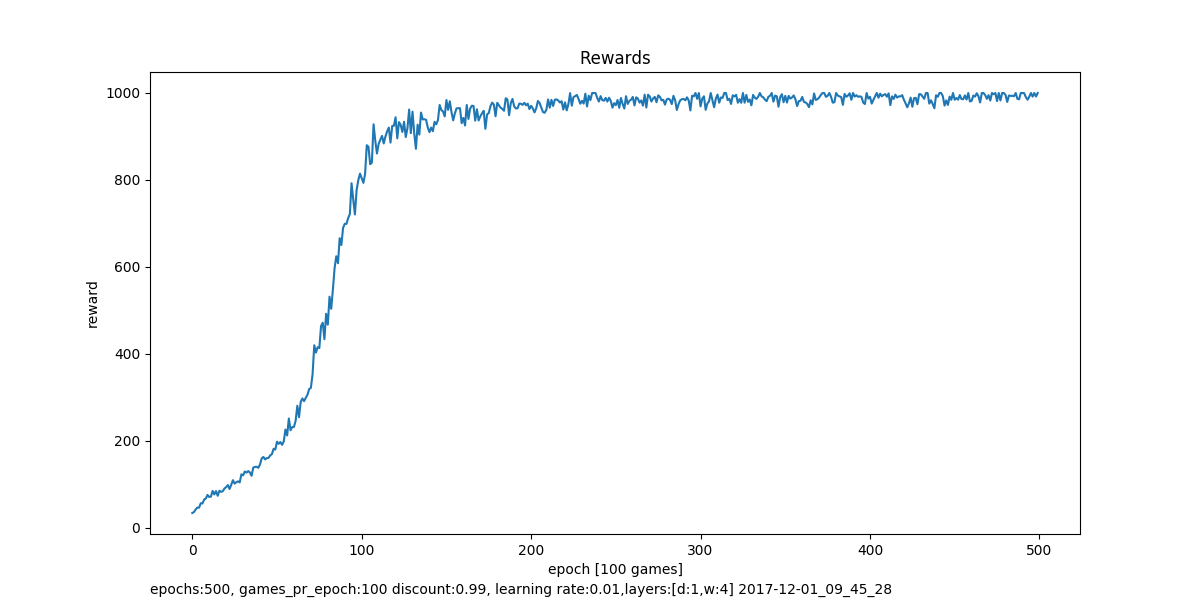 Rewards
1000
800
600
400
200
0
reward
0 100 200 300 400 500
epoch [100 games]
epochs:500, games_pr_epoch:100 discount:0.99, learning rate:0.01,layers:[d:1,w:4] 2017-12-01_09_45_28